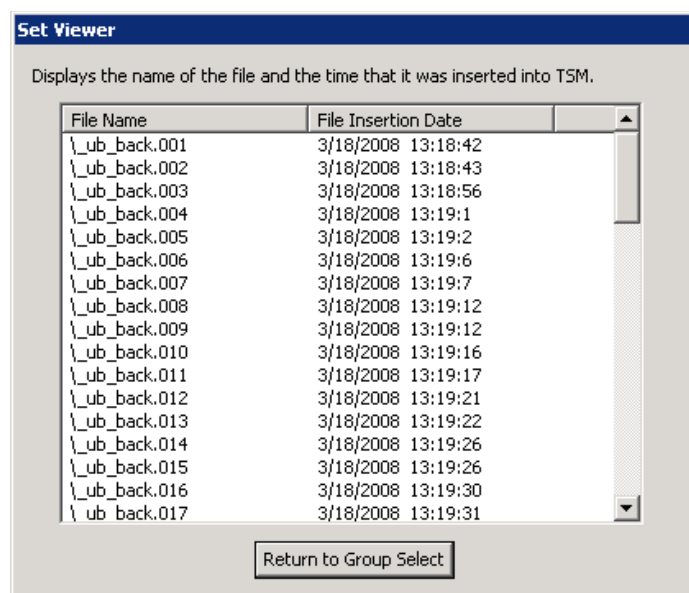 Set Viewer
Displays the name of the file and the time that it was inserted into TSM.
File Name File Insertion Date
\_ub_back.001 3/18/2008 13:18:42
\_ub_back.002 3/18/2008 13:18:43
\_ub_back.003 3/18/2008 13:18:56
\_ub_back.004 3/18/2008 13:19:1
\_ub_back.005 3/18/2008 13:19:2
\_ub_back.006 3/18/2008 13:19:6
\_ub_back.007 3/18/2008 13:19:7
\_ub_back.008 3/18/2008 13:19:12
\_ub_back.009 3/18/2008 13:19:12
\_ub_back.010 3/18/2008 13:19:16
\_ub_back.011 3/18/2008 13:19:17
\_ub_back.012 3/18/2008 13:19:21
\_ub_back.013 3/18/2008 13:19:22
\_ub_back.014 3/18/2008 13:19:26
\_ub_back.015 3/18/2008 13:19:26
\_ub_back.016 3/18/2008 13:19:30
\_ub_back.017 3/18/2008 13:19:31
Return to Group Select